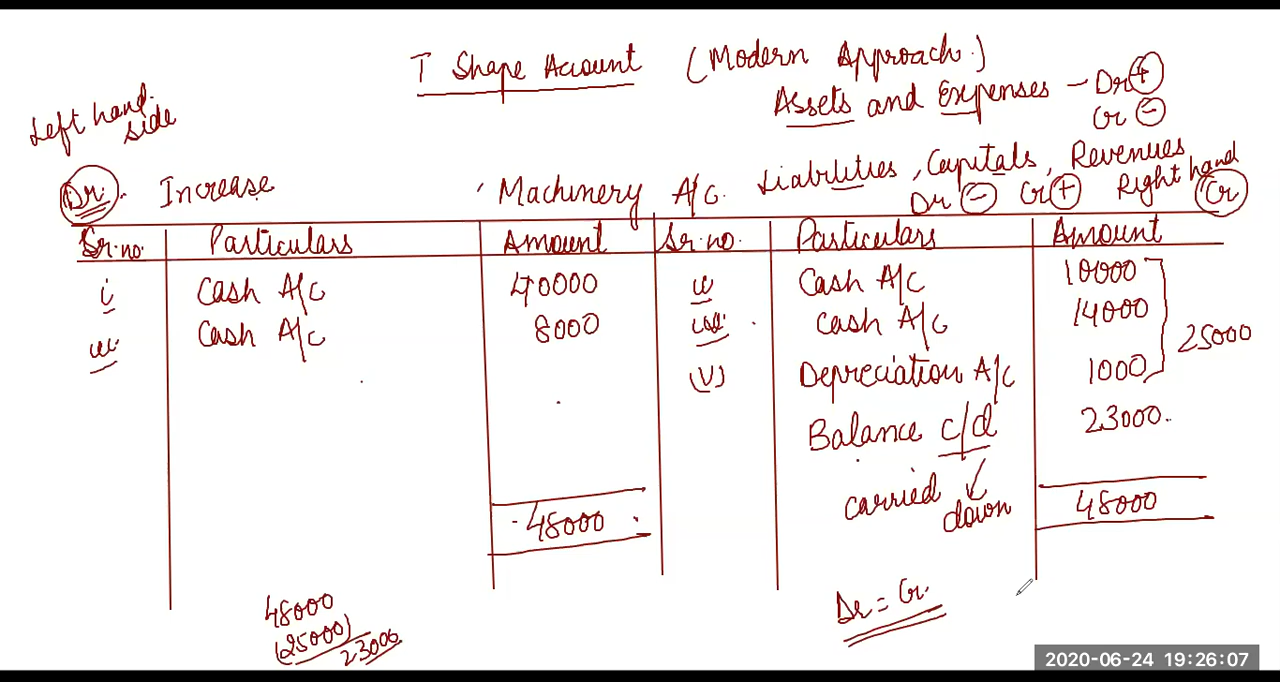 T Shape Account (Modern Approach.)
Assets and Expenses - Dr (+)
Cr (-)
Left hand
side
Liabilities, Capitals, Revenues
Dr (-) Cr (+) Right hand
Dr. Increase Machinery A/c. Cr
Sr.no. Particulars Amount Sr.no. Particulars Amount
i Cash A/c 40000 Cash A/c 10000
Cash A/c 8000 Cash A/c 14000
25000
(V) Depreciation A/c 1000
Balance c/d 23000.
carried down
48000 48000
48000
(25000)
23000
Dr = Cr.
2020-06-24 19:26:07